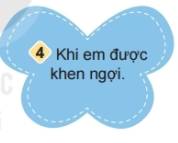 4 Khi em được
khen ngợi.